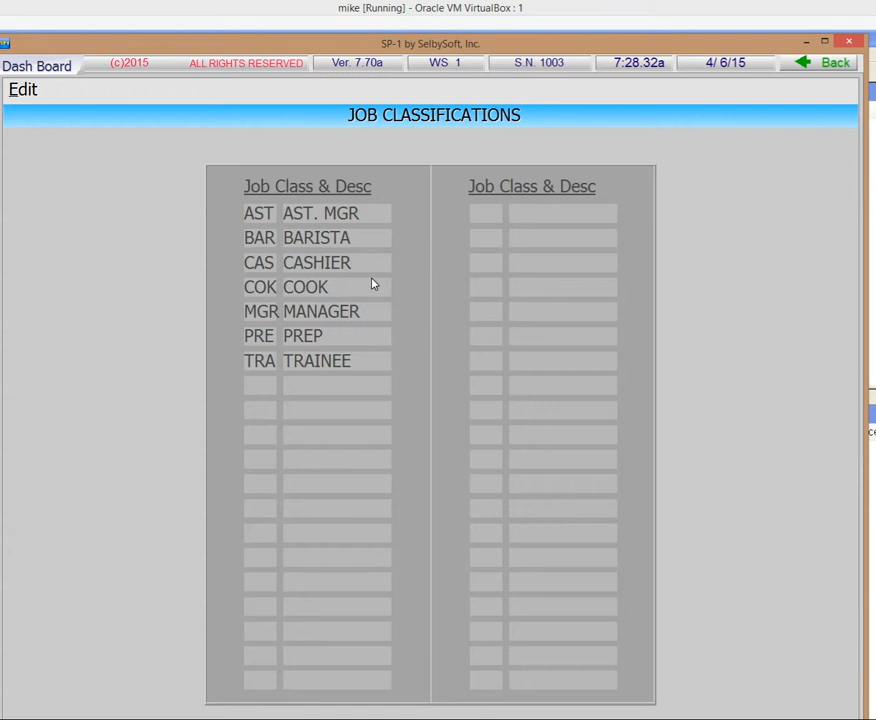 mike [Running] - Oracle VM VirtualBox : 1
SP-1 by SelbySoft, Inc.
Dash Board (c)2015 ALL RIGHTS RESERVED Ver. 7.70a WS 1 S.N. 1003 7:28.32a 4/ 6/15 Back
Edit
JOB CLASSIFICATIONS
Job Class & Desc Job Class & Desc
AST AST. MGR
BAR BARISTA
CAS CASHIER
COK COOK
MGR MANAGER
PRE PREP
TRA TRAINEE